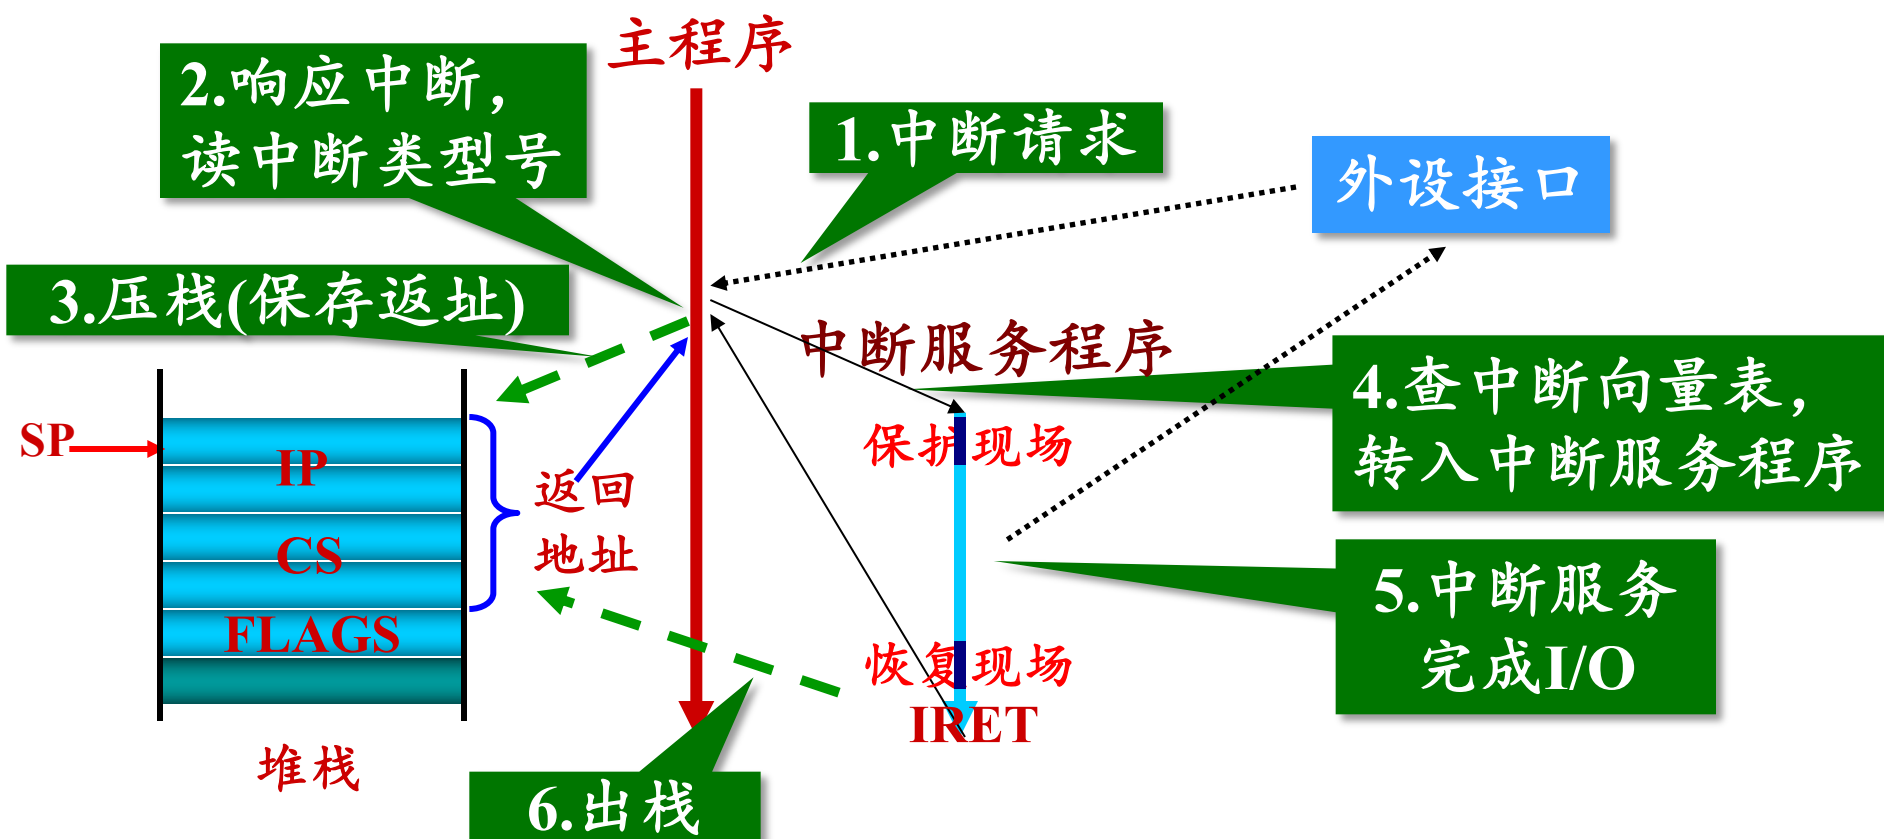 主程序
2.响应中断，
读中断类型号
1.中断请求
外设接口
3.压栈(保存返址)
中断服务程序
4.查中断向量表，
转入中断服务程序
SP
IP
CS
FLAGS
返回
地址
保护现场
5.中断服务
完成I/O
恢复现场
IRET
堆栈
6.出栈